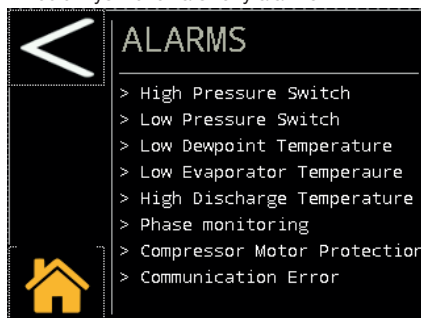 ALARMS
> High Pressure Switch
> Low Pressure Switch
> Low Dewpoint Temperature
> Low Evaporator Temperaure
> High Discharge Temperature
> Phase monitoring
> Compressor Motor Protection
> Communication Error